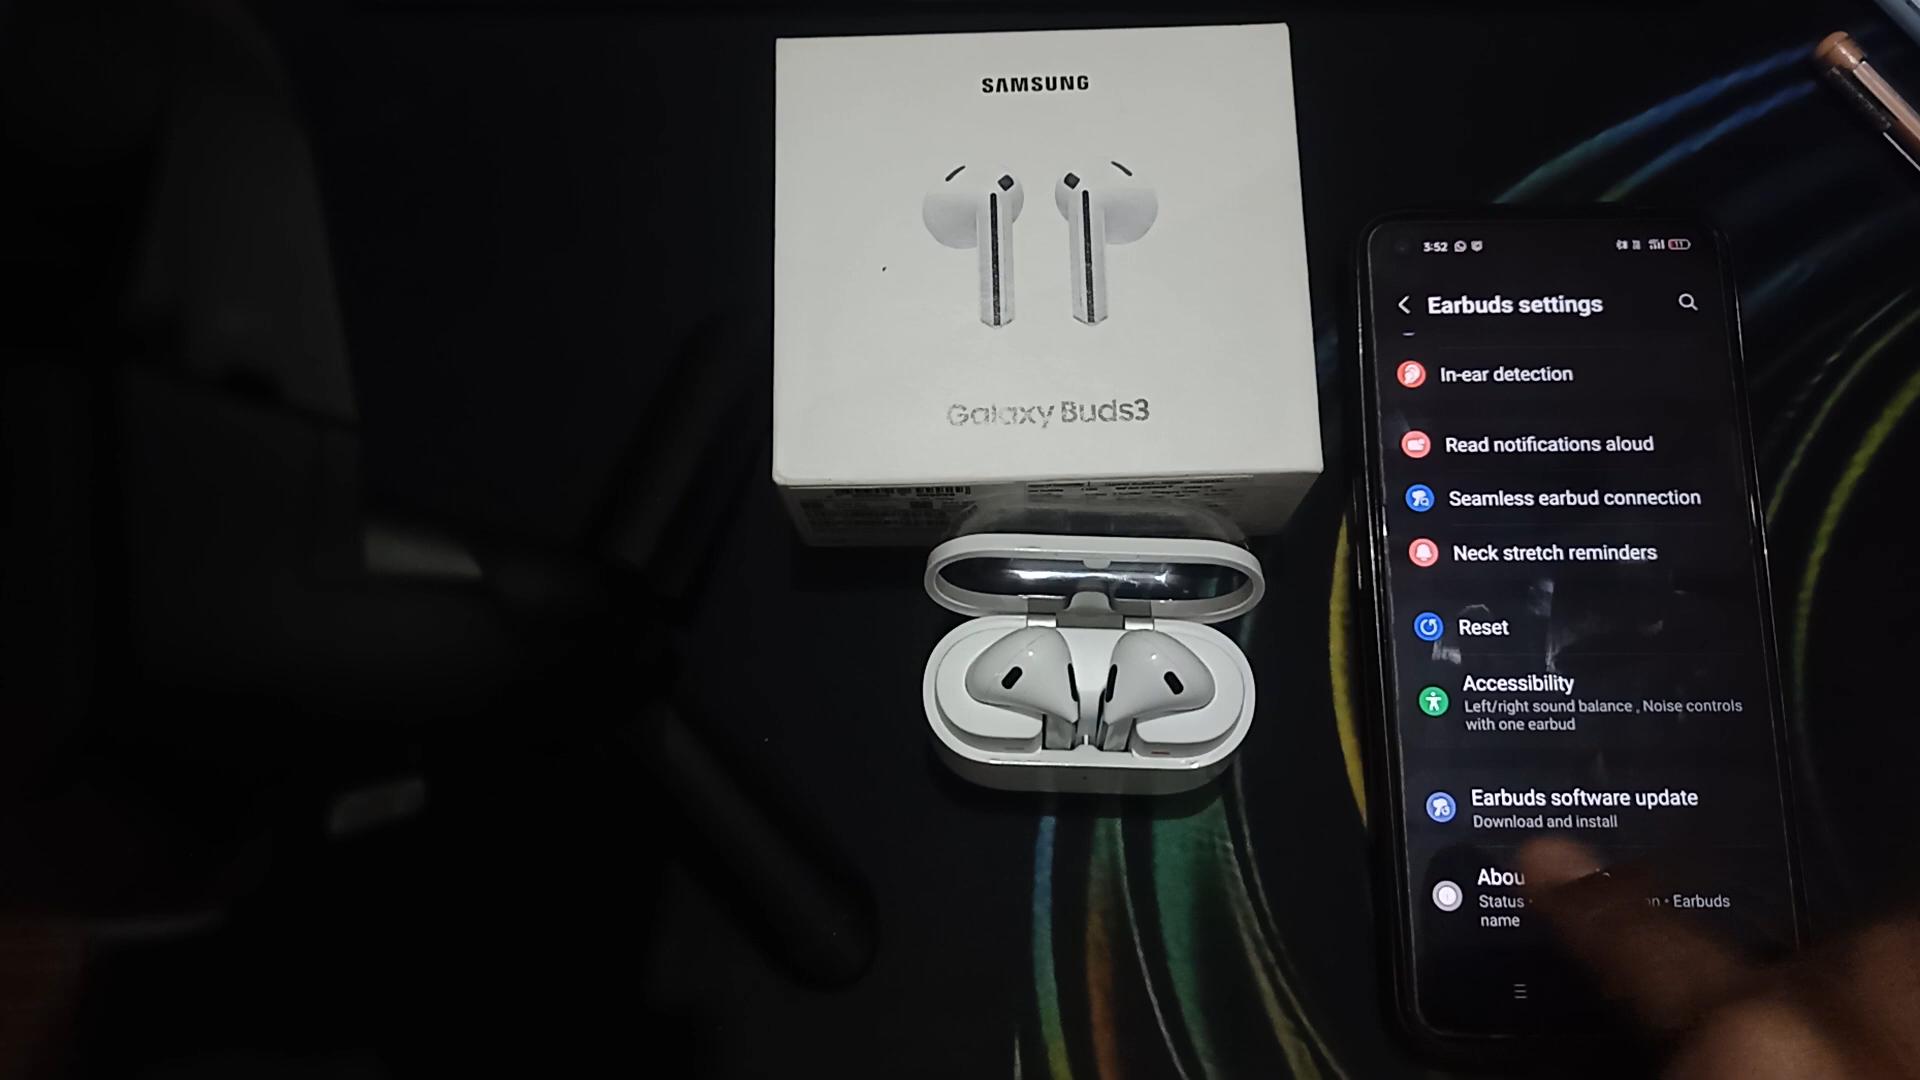 SAMSUNG
Galaxy Buds3
3:52
11
Earbuds settings
In-ear detection
Read notifications aloud
Seamless earbud connection
Neck stretch reminders
Reset
Accessibility
Left/right sound balance , Noise controls
with one earbud
Earbuds software update
Download and install
Status
Earbuds
name